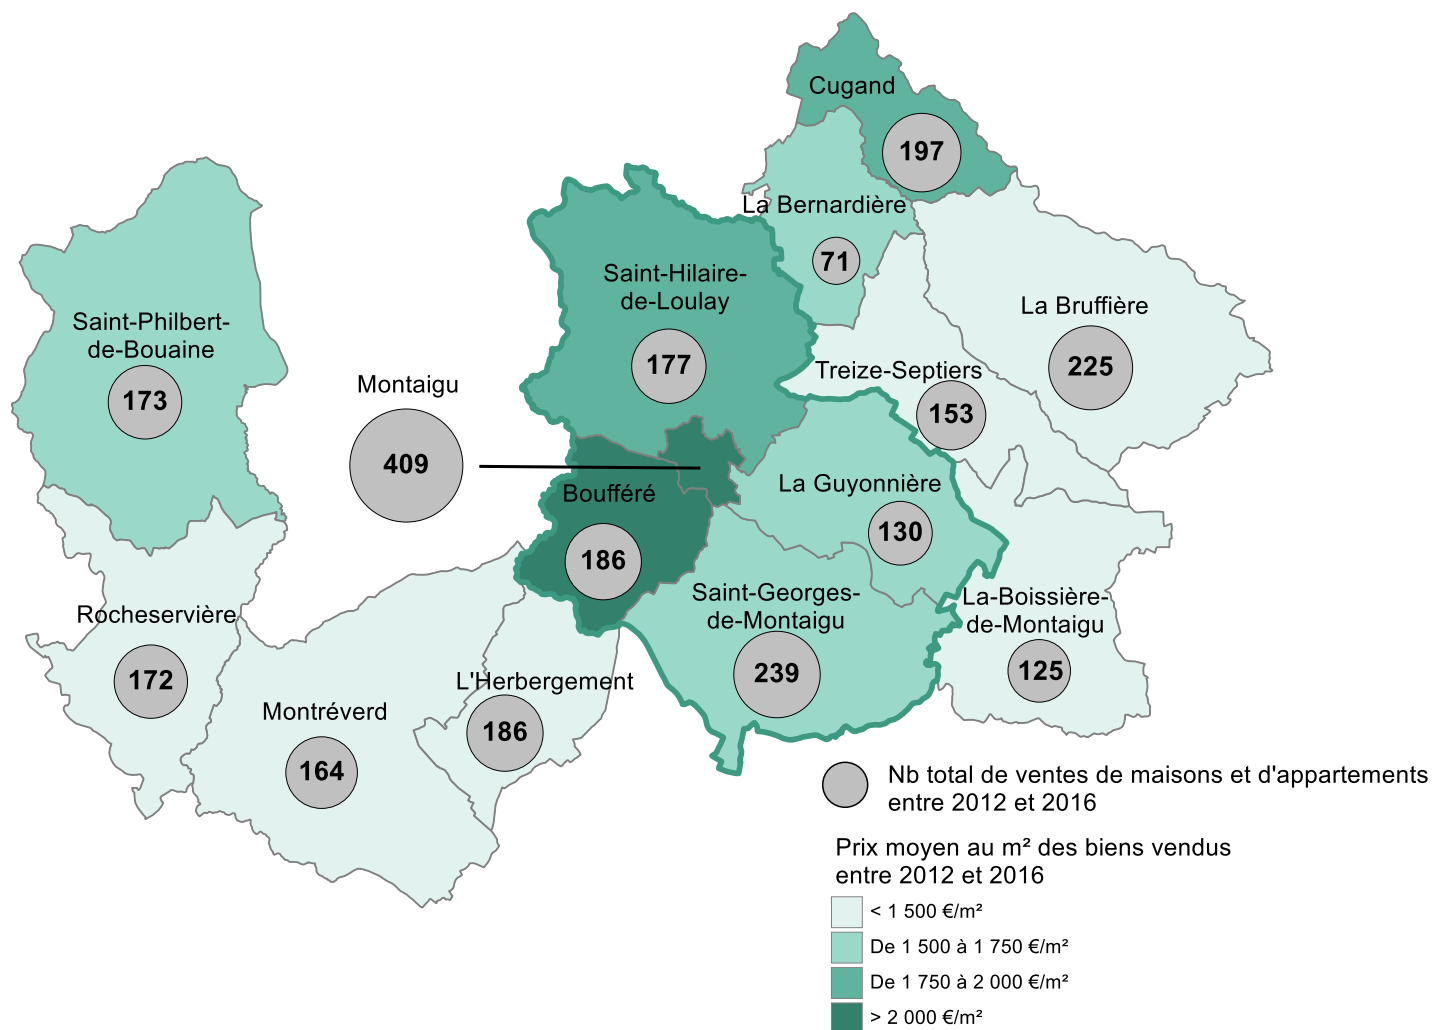 Cugand
197
La Bernardière
71
Saint-Hilaire-
de-Loulay
177
La Bruffière
225
Saint-Philbert-
de-Bouaine
173
Treize-Septiers
153
Montaigu
409
La Guyonnière
130
Boufféré
186
Saint-Georges-
de-Montaigu
239
La-Boissière-
de-Montaigu
125
Rocheservière
172
L'Herbergement
186
Montréverd
164
Nb total de ventes de maisons et d'appartements
entre 2012 et 2016
Prix moyen au m² des biens vendus
entre 2012 et 2016
< 1 500 €/m²
De 1 500 à 1 750 €/m²
De 1 750 à 2 000 €/m²
> 2 000 €/m²